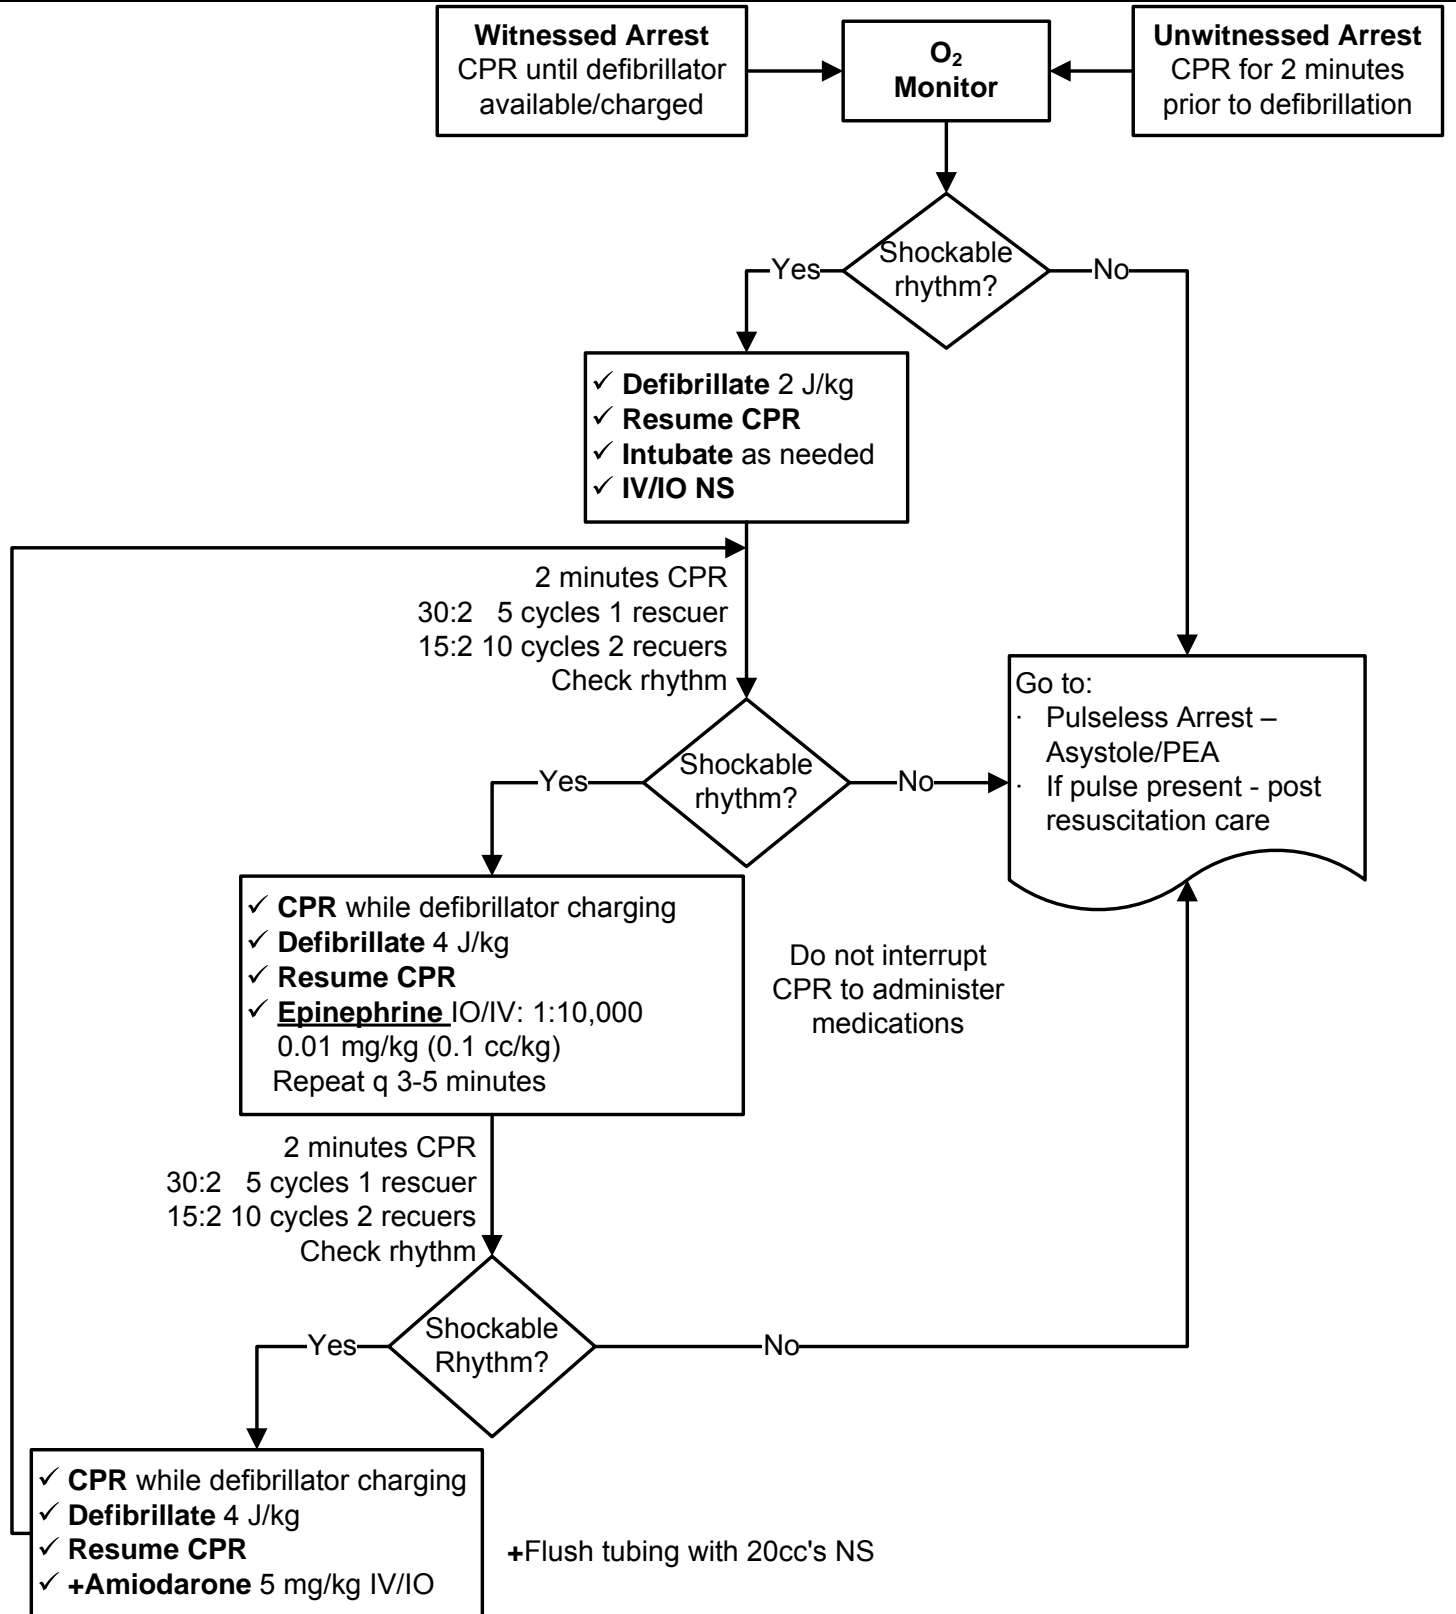 Witnessed Arrest
CPR until defibrillator
available/charged
O₂
Monitor
Unwitnessed Arrest
CPR for 2 minutes
prior to defibrillation
Shockable
rhythm?
Yes
No
✓ Defibrillate 2 J/kg
✓ Resume CPR
✓ Intubate as needed
✓ IV/IO NS
2 minutes CPR
30:2 5 cycles 1 rescuer
15:2 10 cycles 2 recuers
Check rhythm
Shockable
rhythm?
Yes
No
Go to:
· Pulseless Arrest –
Asystole/PEA
· If pulse present - post
resuscitation care
✓ CPR while defibrillator charging
✓ Defibrillate 4 J/kg
✓ Resume CPR
✓ Epinephrine IO/IV: 1:10,000
0.01 mg/kg (0.1 cc/kg)
Repeat q 3-5 minutes
Do not interrupt
CPR to administer
medications
2 minutes CPR
30:2 5 cycles 1 rescuer
15:2 10 cycles 2 recuers
Check rhythm
Shockable
Rhythm?
Yes
No
✓ CPR while defibrillator charging
✓ Defibrillate 4 J/kg
✓ Resume CPR
✓ +Amiodarone 5 mg/kg IV/IO
+Flush tubing with 20cc's NS